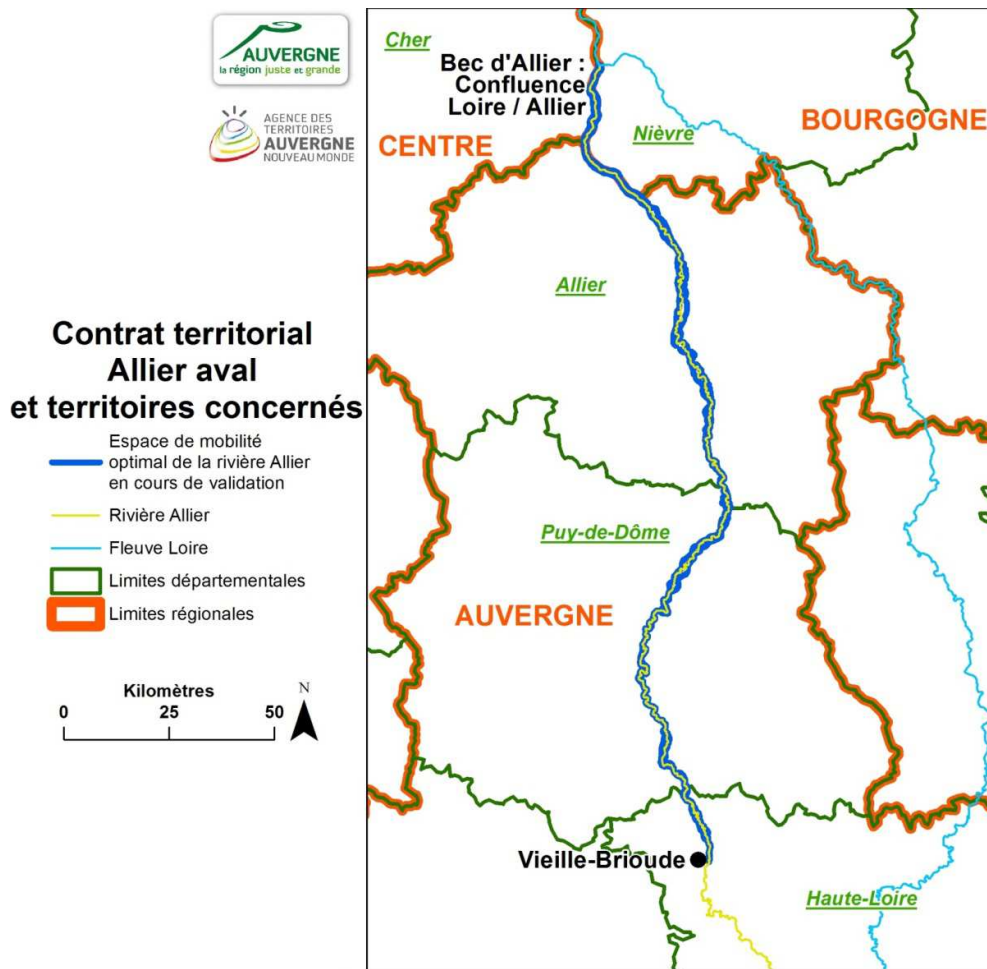 AUVERGNE
la région juste et grande
AGENCE DES
TERRITOIRES
AUVERGNE
NOUVEAU MONDE
Contrat territorial
Allier aval
et territoires concernés
Espace de mobilité
optimal de la rivière Allier
en cours de validation
Rivière Allier
Fleuve Loire
Limites départementales
Limites régionales
Kilomètres
N
0 25 50
Cher
Bec d'Allier :
Confluence
Loire / Allier
Nièvre
BOURGOGNE
CENTRE
Allier
Puy-de-Dôme
AUVERGNE
Vieille-Brioude
Haute-Loire